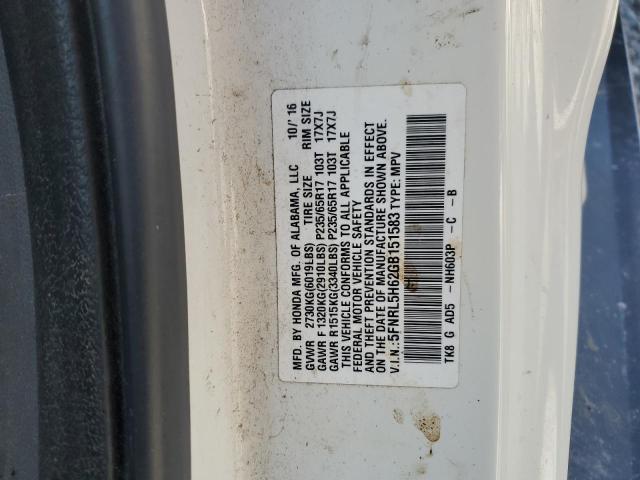 MFD. BY HONDA MFG. OF ALABAMA, LLC 10/'16
GVWR 2730KG(6019LBS) TIRE SIZE RIM SIZE
GAWR F 1320KG(2910LBS) P235/65R17 103T 17X7J
GAWR R1515KG(3340LBS) P235/65R17 103T 17X7J
THIS VEHICLE CONFORMS TO ALL APPLICABLE
FEDERAL MOTOR VEHICLE SAFETY
AND THEFT PREVENTION STANDARDS IN EFFECT
ON THE DATE OF MANUFACTURE SHOWN ABOVE.
V.I.N.:5FNRL5H62GB151583 TYPE: MPV
TK8 G AD5 -NH603P -C -B